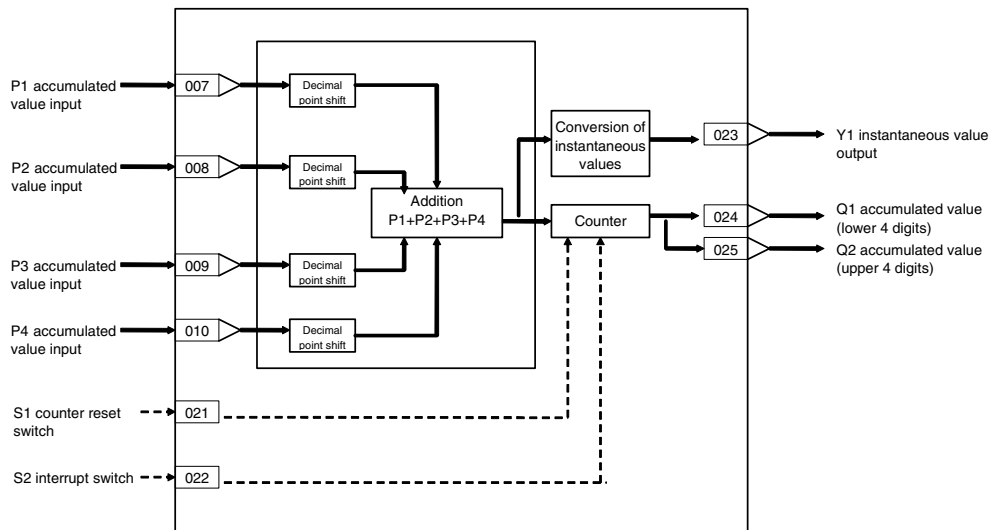 P1 accumulated
value input
007
Decimal
point shift
P2 accumulated
value input
008
Decimal
point shift
P3 accumulated
value input
009
Decimal
point shift
P4 accumulated
value input
010
Decimal
point shift
Addition
P1+P2+P3+P4
Conversion of
instantaneous
values
023
Y1 instantaneous value
output
Counter
024
Q1 accumulated value
(lower 4 digits)
025
Q2 accumulated value
(upper 4 digits)
S1 counter reset
switch
021
S2 interrupt switch
022